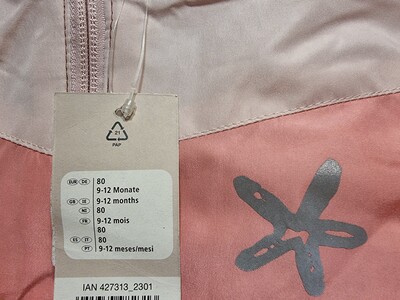 21
PAP
EUR DE 80
9-12 Monate
GB IE 9-12 months
NL 80
FR 9-12 mois
80
ES IT 80
PT 9-12 meses/mesi
IAN 427313_2301